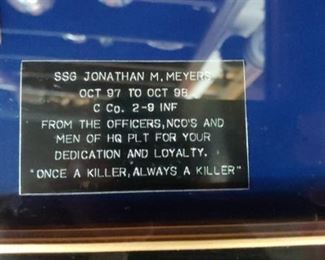 SSG JONATHAN M. MEYERS
OCT 97 TO OCT 98
C Co. 2-9 INF
FROM THE OFFICERS, NCO'S AND
MEN OF HQ PLT FOR YOUR
DEDICATION AND LOYALTY.
"ONCE A KILLER, ALWAYS A KILLER"